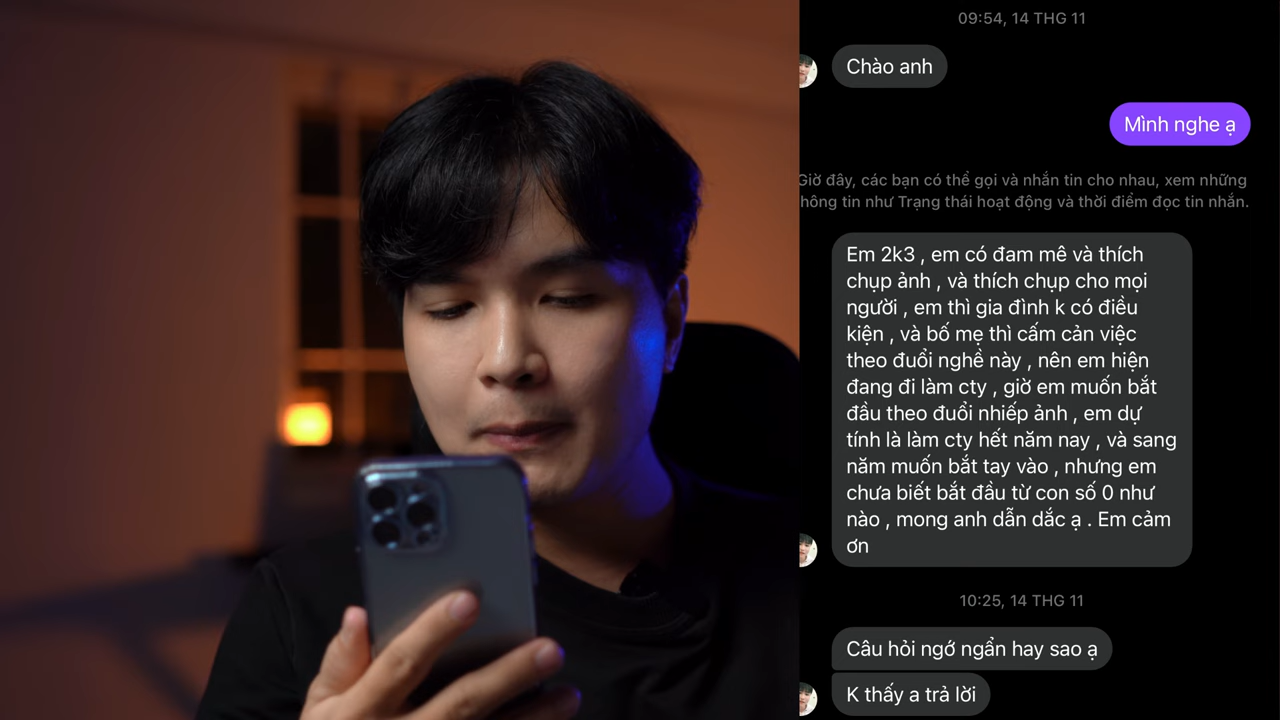 09:54, 14 THG 11
Chào anh
Mình nghe ạ
Giờ đây, các bạn có thể gọi và nhắn tin cho nhau, xem những
hông tin như Trạng thái hoạt động và thời điểm đọc tin nhắn.
Em 2k3 , em có đam mê và thích
chụp ảnh , và thích chụp cho mọi
người , em thì gia đình k có điều
kiện , và bố mẹ thì cấm cản việc
theo đuổi nghề này , nên em hiện
đang đi làm cty , giờ em muốn bắt
đầu theo đuổi nhiếp ảnh , em dự
tính là làm cty hết năm nay , và sang
năm muốn bắt tay vào , nhưng em
chưa biết bắt đầu từ con số 0 như
nào , mong anh dẫn dắc ạ . Em cảm
ơn
10:25, 14 THG 11
Câu hỏi ngớ ngẩn hay sao ạ
K thấy a trả lời